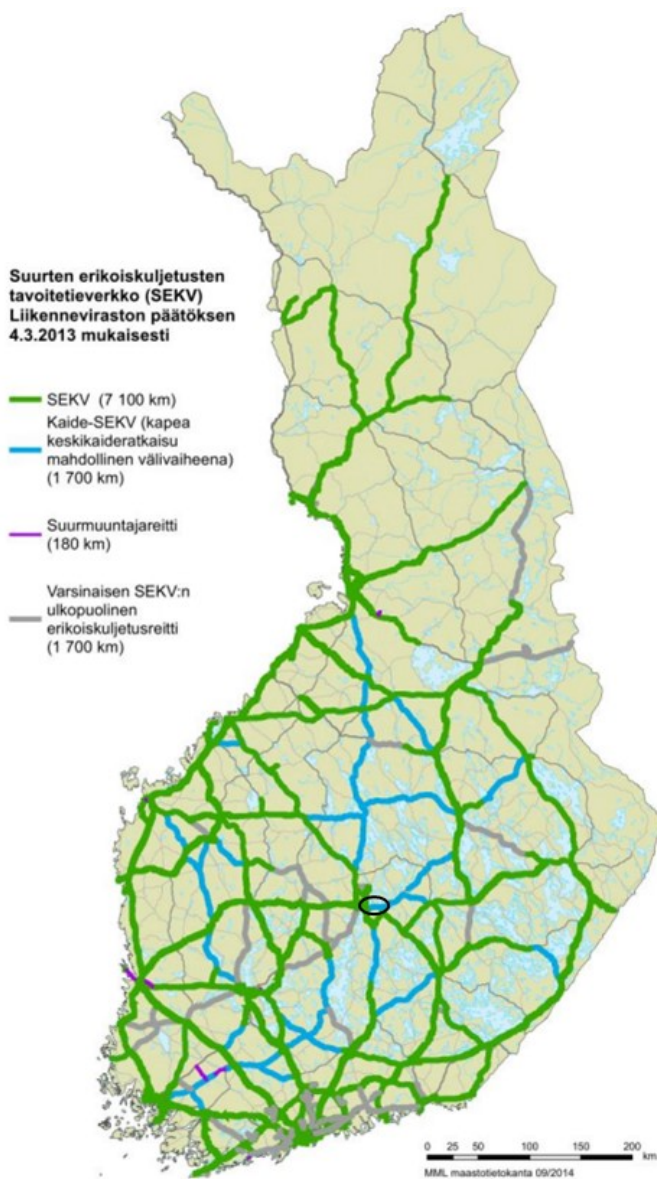 Suurten erikoiskuljetusten
tavoitetieverkko (SEKV)
Liikenneviraston päätöksen
4.3.2013 mukaisesti
SEKV (7 100 km)
Kaide-SEKV (kapea
keskikaideratkaisu
mahdollinen välivaiheena)
(1 700 km)
Suurmuuntajareitti
(180 km)
Varsinaisen SEKV:n
ulkopuolinen
erikoiskuljetusreitti
(1 700 km)
0 25 50 100 150 200
km
MML maastotietokanta 09/2014